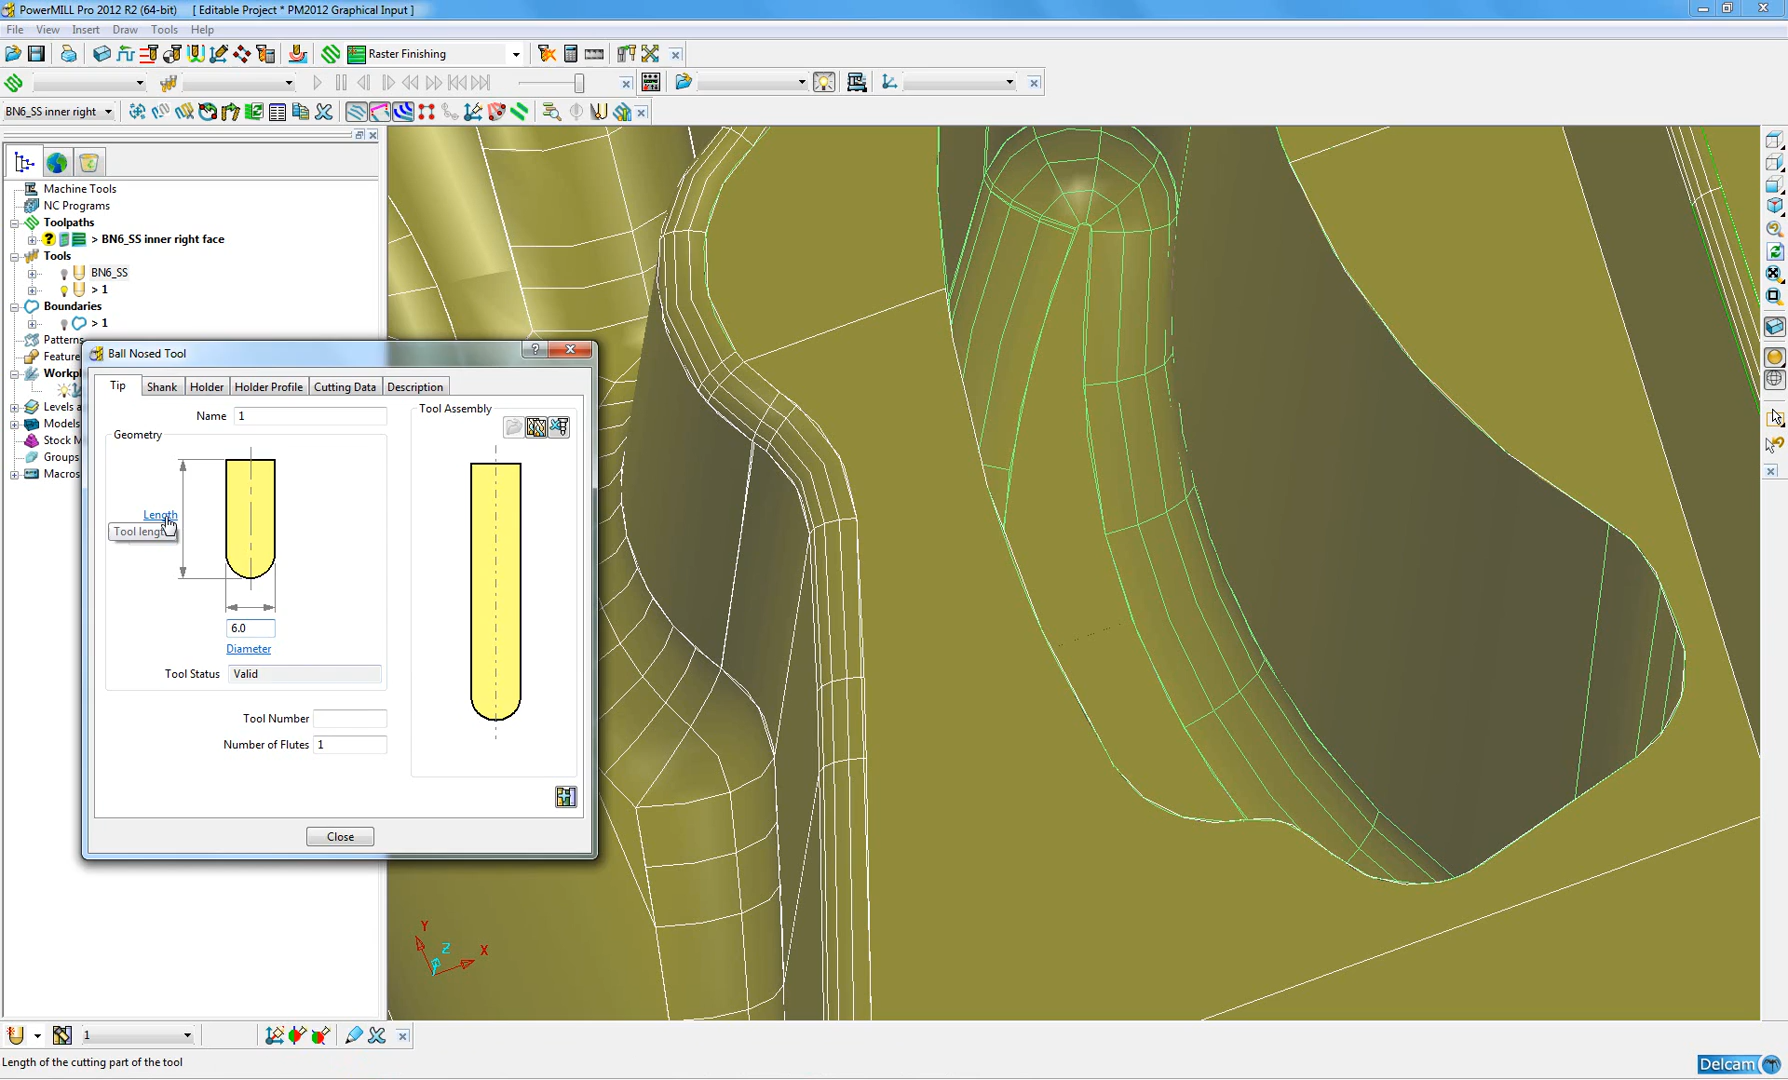 PowerMILL Pro 2012 R2 (64-bit) [ Editable Project * PM2012 Graphical Input ]
File View Insert Draw Tools Help
Raster Finishing
BN6_SS inner right
Machine Tools
NC Programs
Toolpaths
> BN6_SS inner right face
Tools
BN6_SS
> 1
Boundaries
> 1
Patterns
Feature
Workpl
Levels a
Models
Stock M
Groups
Macros
Ball Nosed Tool
Tip Shank Holder Holder Profile Cutting Data Description
Name 1
Tool Assembly
Geometry
Length
Tool length
6.0
Diameter
Tool Status Valid
Tool Number
Number of Flutes 1
Close
Y
Z
X
1
Length of the cutting part of the tool
Delcam